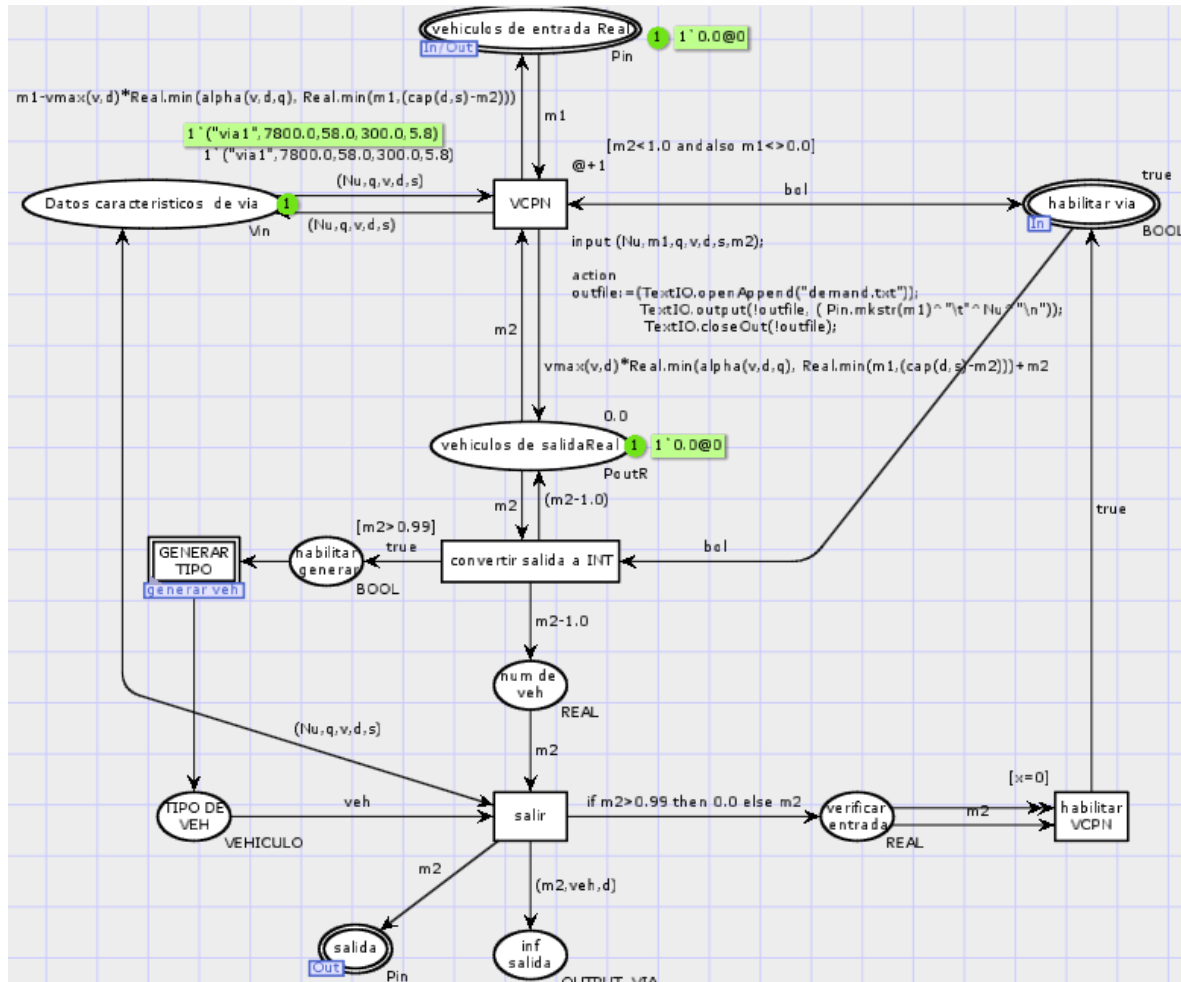 vehiculos de entrada Real
In/Out
Pin
1
1`0.0@0
m1-vmax(v,d)*Real.min(alpha(v,d,q), Real.min(m1,(cap(d,s)-m2)))
m1
1`("via1",7800.0,58.0,300.0,5.8)
1`("via1",7800.0,58.0,300.0,5.8)
[m2<1.0 andalso m1<>0.0]
@+1
true
(Nu,q,v,d,s)
bol
Datos caracteristicos de via
1
VCPN
habilitar via
In
Vin
(Nu,q,v,d,s)
BOOL
input (Nu,m1,q,v,d,s,m2);
action
outfile:=(TextIO.openAppend("demand.txt"));
TextIO.output(!outfile, ( Pin.mkstr(m1)^"\t"^Nu^"\n"));
TextIO.closeOut(!outfile);
m2
vmax(v,d)*Real.min(alpha(v,d,q), Real.min(m1,(cap(d,s)-m2)))+m2
0.0
vehiculos de salidaReal
1
1`0.0@0
PoutR
m2
(m2-1.0)
true
[m2>0.99]
true
bol
GENERAR
TIPO
generar veh
habilitar
generar
BOOL
convertir salida a INT
m2-1.0
num de
veh
REAL
(Nu,q,v,d,s)
m2
[x=0]
TIPO DE
VEH
VEHICULO
veh
salir
if m2>0.99 then 0.0 else m2
verificar
entrada
REAL
m2
habilitar
VCPN
m2
(m2,veh,d)
salida
Out
Pin
inf
salida
OUTPUT_VIA